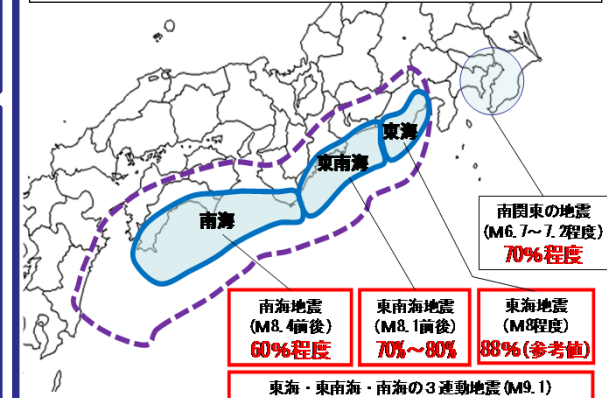 東海
東南海
南海
南関東の地震
(M6.7～7.2程度)
70%程度
南海地震
(M8.4前後)
60%程度
東南海地震
(M8.1前後)
70%～80%
東海地震
(M8程度)
88%(参考値)
東海・東南海・南海の3連動地震(M9.1)